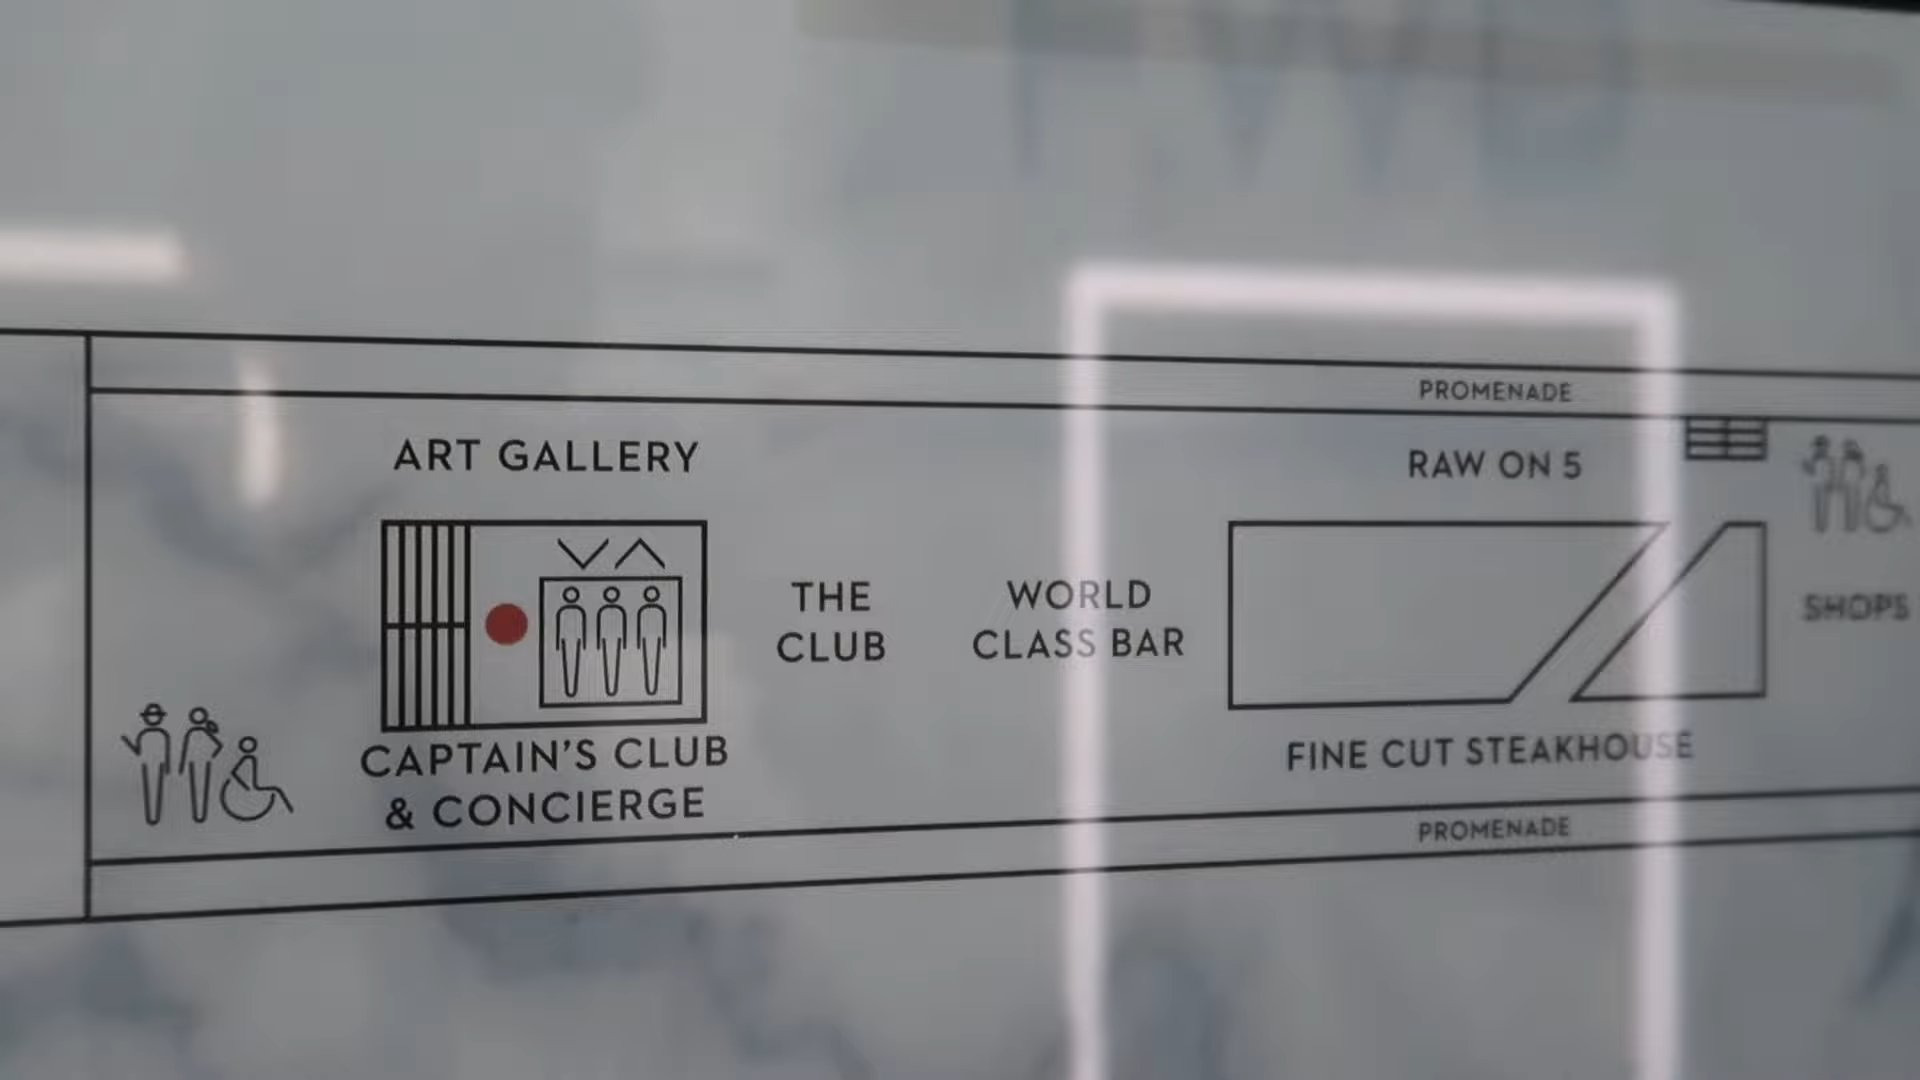 PROMENADE
ART GALLERY
RAW ON 5
THE
CLUB
WORLD
CLASS BAR
SHOPS
CAPTAIN'S CLUB
& CONCIERGE
FINE CUT STEAKHOUSE
PROMENADE